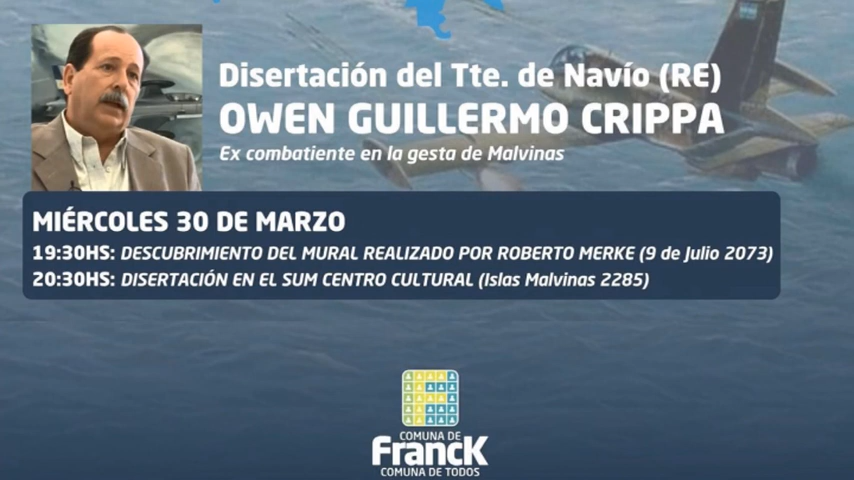 Disertación del Tte. de Navío (RE)
OWEN GUILLERMO CRIPPA
Ex combatiente en la gesta de Malvinas
MIÉRCOLES 30 DE MARZO
19:30HS: DESCUBRIMIENTO DEL MURAL REALIZADO POR ROBERTO MERKE (9 de Julio 2073)
20:30HS: DISERTACIÓN EN EL SUM CENTRO CULTURAL (Islas Malvinas 2285)
COMUNA DE
FrancK
COMUNA DE TODOS